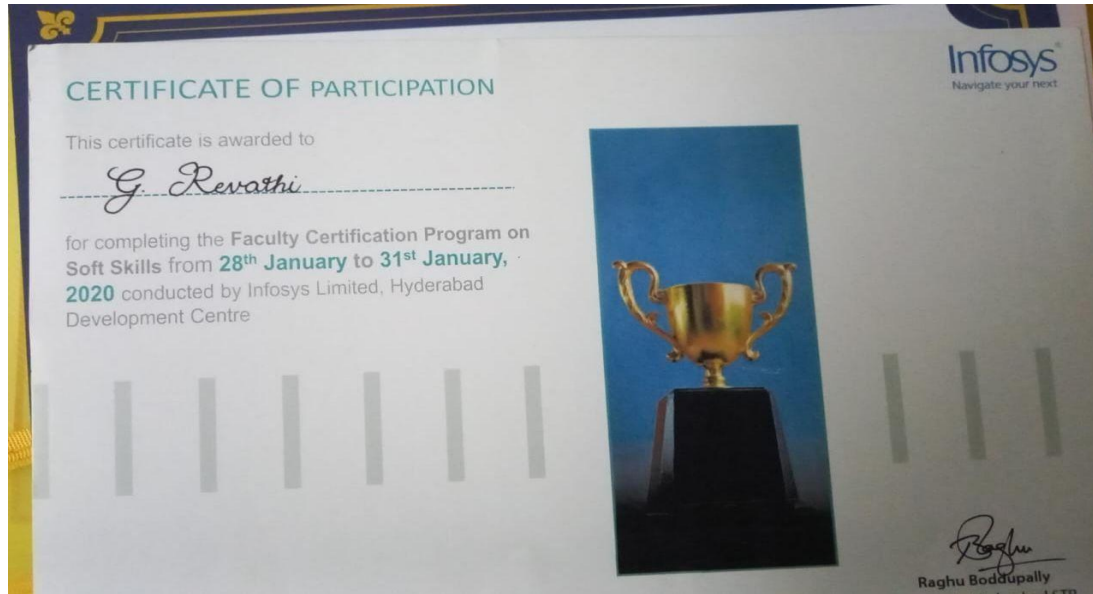 Infosys
Navigate your next
CERTIFICATE OF PARTICIPATION
This certificate is awarded to
G. Revathi
for completing the Faculty Certification Program on
Soft Skills from 28th January to 31st January,
2020 conducted by Infosys Limited, Hyderabad
Development Centre
Raghu
Raghu Boddupally